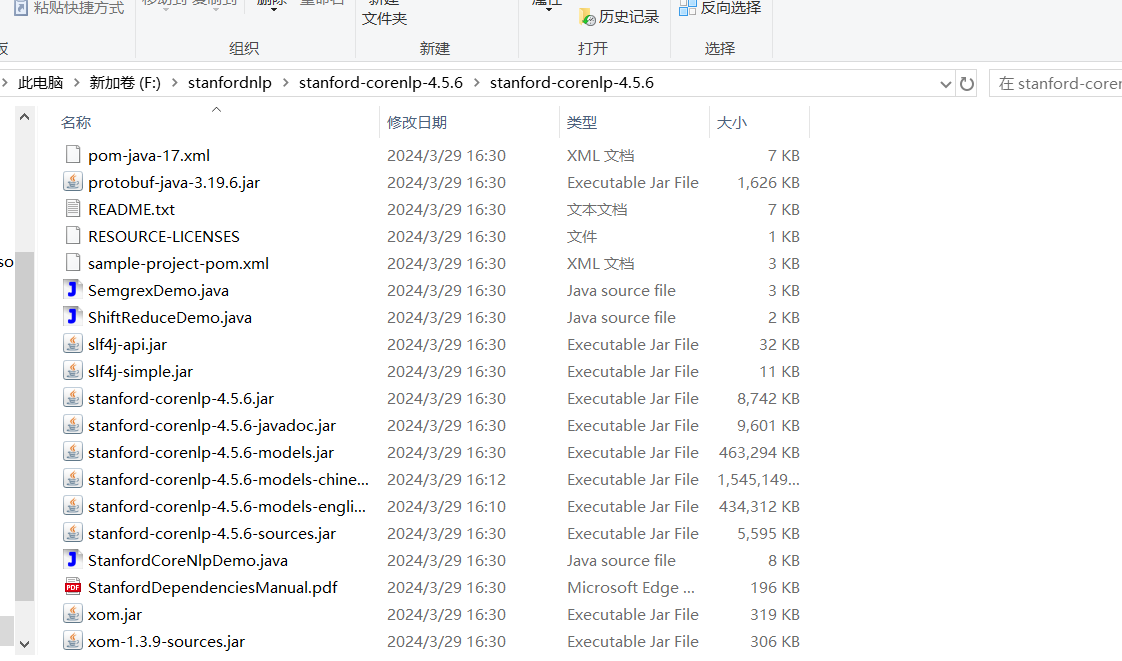 粘贴快捷方式
移动到 复制到 删除 重命名
新建
文件夹
属性
历史记录
反向选择
板 组织 新建 打开 选择
此电脑 新加卷 (F:) stanfordnlp stanford-corenlp-4.5.6 stanford-corenlp-4.5.6 在 stanford-coren
名称 修改日期 类型 大小
pom-java-17.xml 2024/3/29 16:30 XML 文档 7 KB
protobuf-java-3.19.6.jar 2024/3/29 16:30 Executable Jar File 1,626 KB
README.txt 2024/3/29 16:30 文本文档 7 KB
RESOURCE-LICENSES 2024/3/29 16:30 文件 1 KB
so
sample-project-pom.xml 2024/3/29 16:30 XML 文档 3 KB
SemgrexDemo.java 2024/3/29 16:30 Java source file 3 KB
ShiftReduceDemo.java 2024/3/29 16:30 Java source file 2 KB
slf4j-api.jar 2024/3/29 16:30 Executable Jar File 32 KB
slf4j-simple.jar 2024/3/29 16:30 Executable Jar File 11 KB
stanford-corenlp-4.5.6.jar 2024/3/29 16:30 Executable Jar File 8,742 KB
stanford-corenlp-4.5.6-javadoc.jar 2024/3/29 16:30 Executable Jar File 9,601 KB
stanford-corenlp-4.5.6-models.jar 2024/3/29 16:30 Executable Jar File 463,294 KB
stanford-corenlp-4.5.6-models-chine... 2024/3/29 16:12 Executable Jar File 1,545,149...
stanford-corenlp-4.5.6-models-engli... 2024/3/29 16:10 Executable Jar File 434,312 KB
stanford-corenlp-4.5.6-sources.jar 2024/3/29 16:30 Executable Jar File 5,595 KB
StanfordCoreNlpDemo.java 2024/3/29 16:30 Java source file 8 KB
PDF StanfordDependenciesManual.pdf 2024/3/29 16:30 Microsoft Edge ... 196 KB
xom.jar 2024/3/29 16:30 Executable Jar File 319 KB
xom-1.3.9-sources.jar 2024/3/29 16:30 Executable Jar File 306 KB